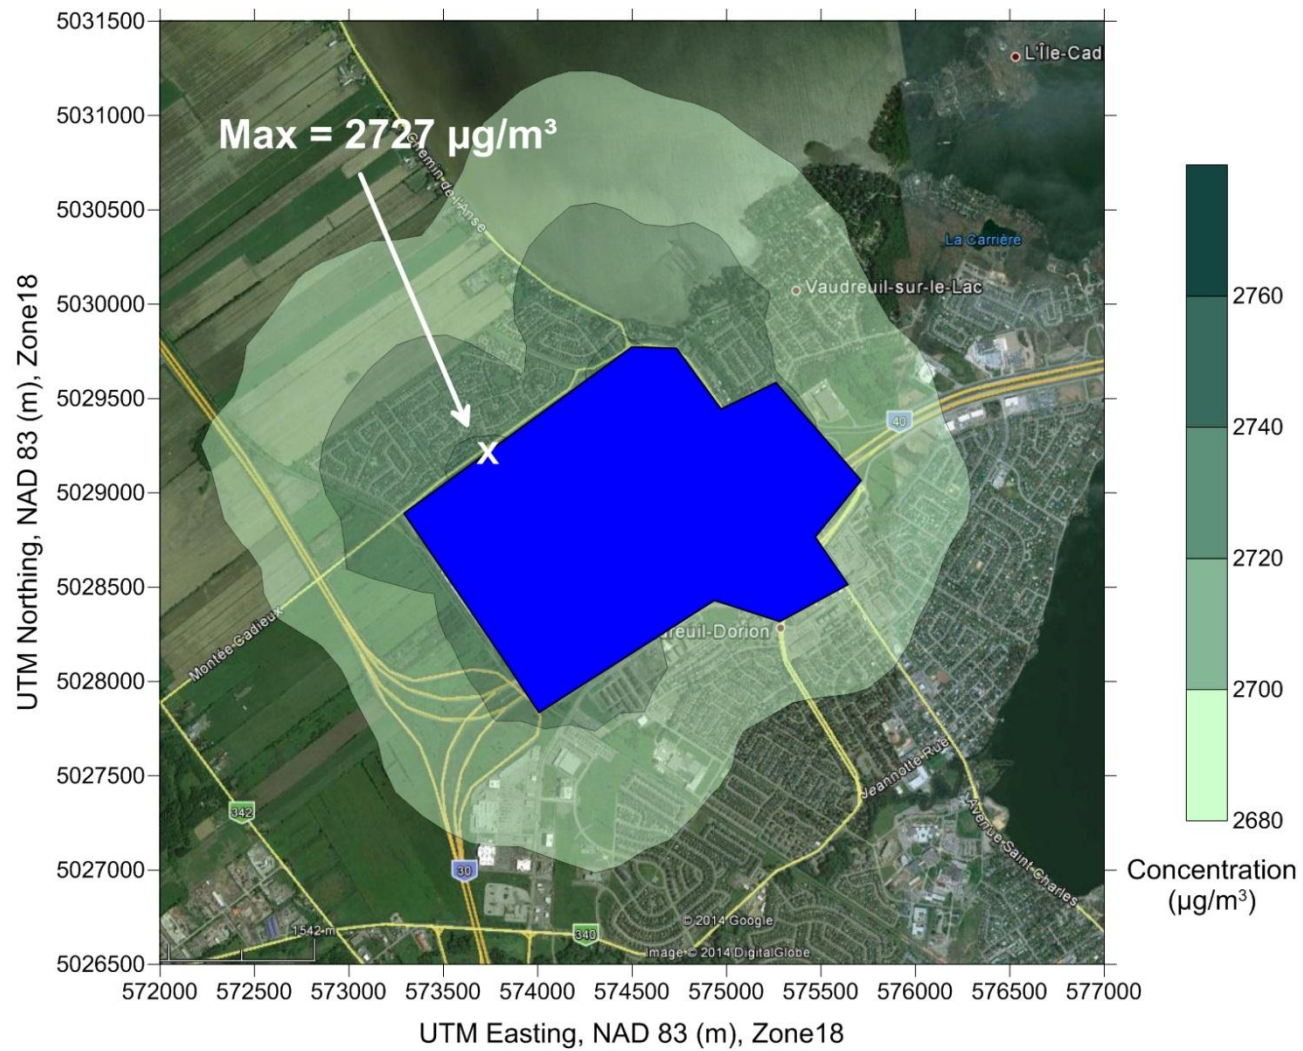 5031500
5031000
5030500
5030000
5029500
5029000
5028500
5028000
5027500
5027000
5026500
UTM Northing, NAD 83 (m), Zone18
Max = 2727 µg/m³
Chemin de l'Anse
L'Île-Cad
La Carrière
Vaudreuil-sur-le-Lac
40
X
reuil-Dorion
Montée Cadieux
Jeannotte Rue
Avenue Saint Charles
342
30
340
1542 m
© 2014 Google
Image © 2014 DigitalGlobe
572000 572500 573000 573500 574000 574500 575000 575500 576000 576500 577000
UTM Easting, NAD 83 (m), Zone18
2760
2740
2720
2700
2680
Concentration
(µg/m³)